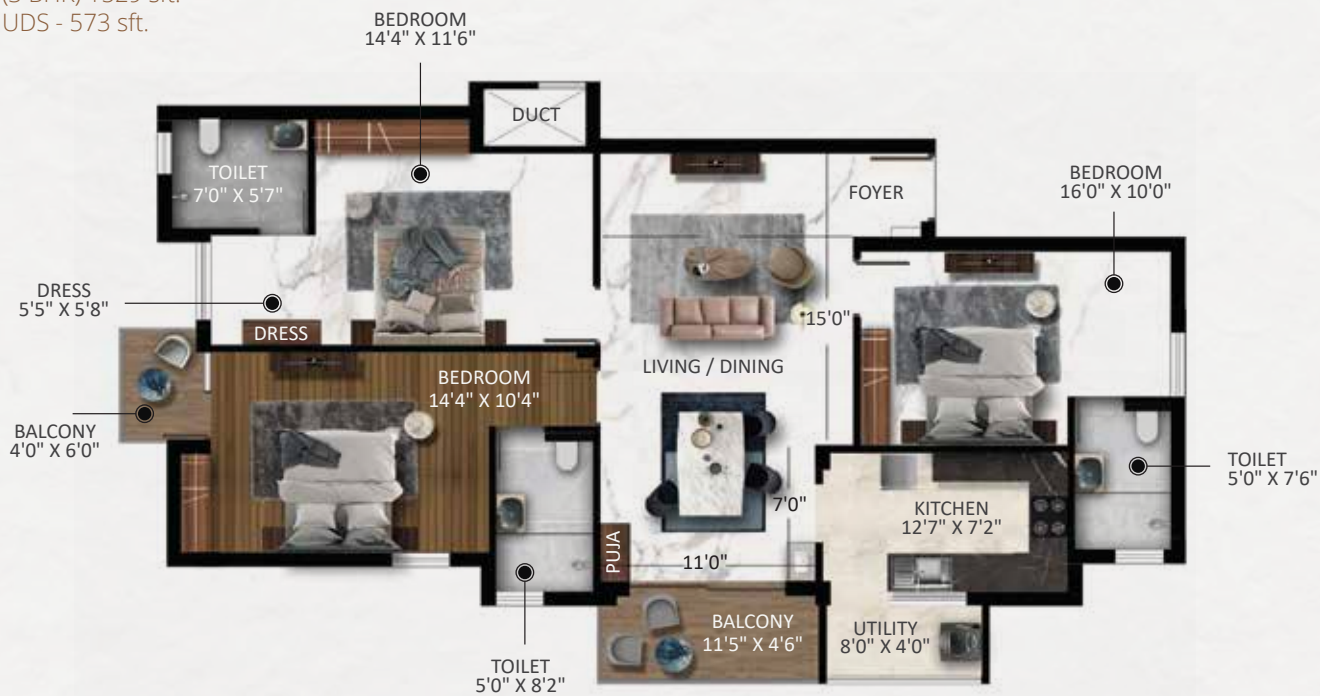 UDS - 573 sft.
BEDROOM
14'4" X 11'6"
DUCT
TOILET
7'0" X 5'7"
FOYER
BEDROOM
16'0" X 10'0"
DRESS
5'5" X 5'8"
DRESS
15'0"
LIVING / DINING
BEDROOM
14'4" X 10'4"
BALCONY
4'0" X 6'0"
TOILET
5'0" X 7'6"
7'0"
KITCHEN
12'7" X 7'2"
PUJA
11'0"
BALCONY
11'5" X 4'6"
UTILITY
8'0" X 4'0"
TOILET
5'0" X 8'2"